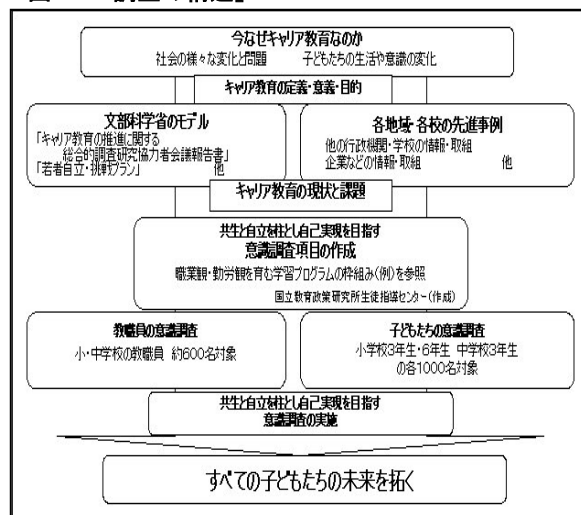 今なぜキャリア教育なのか
社会の様々な変化と問題　　子どもたちの生活や意識の変化
キャリア教育の定義・意義・目的
文部科学省のモデル
「キャリア教育の推進に関する
総合的調査研究協力者会議報告書」
「若者自立・挑戦プラン」　　他
各地域・各校の先進事例
他の行政機関・学校の情報・取組
企業などの情報・取組　　他
キャリア教育の現状と課題
共生と自立を柱とし自己実現を目指す
意識調査項目の作成
職業観・勤労観を育む学習プログラムの枠組み(例)を参照
国立教育政策研究所生徒指導センター(作成)
教職員の意識調査
小・中学校の教職員　約600名対象
子どもたちの意識調査
小学校3年生・6年生　中学校3年生
の各1000名対象
共生と自立を柱とし自己実現を目指す
意識調査の実施
すべての子どもたちの未来を拓く